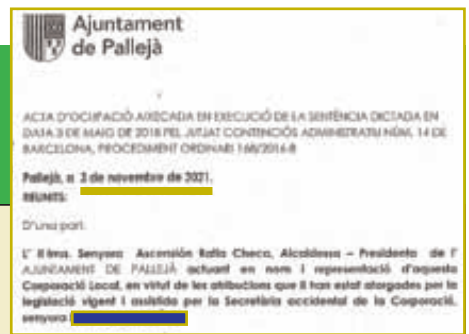 Ajuntament
de Pallejà
ACTA D'OCUPACIÓ AIXECADA EN EXECUCIÓ DE LA SENTÈNCIA DICTADA EN
DATA 3 DE MAIG DE 2018 PEL JUTJAT CONTENCIÓS ADMINISTRATIU NÚM. 14 DE
BARCELONA, PROCEDIMENT ORDINARI 168/2016-B
Pallejà, a 3 de novembre de 2021.
REUNITS:
D'una part,
L' Il·lma. Senyora Ascensión Ratia Checa, Alcaldessa – Presidenta de l'
AJUNTAMENT DE PALLEJÀ actuant en nom i representació d'aquesta
Corporació Local, en virtut de les atribucions que li han estat atorgades per la
legislació vigent i assistida per la Secretària accidental de la Corporació,
senyora